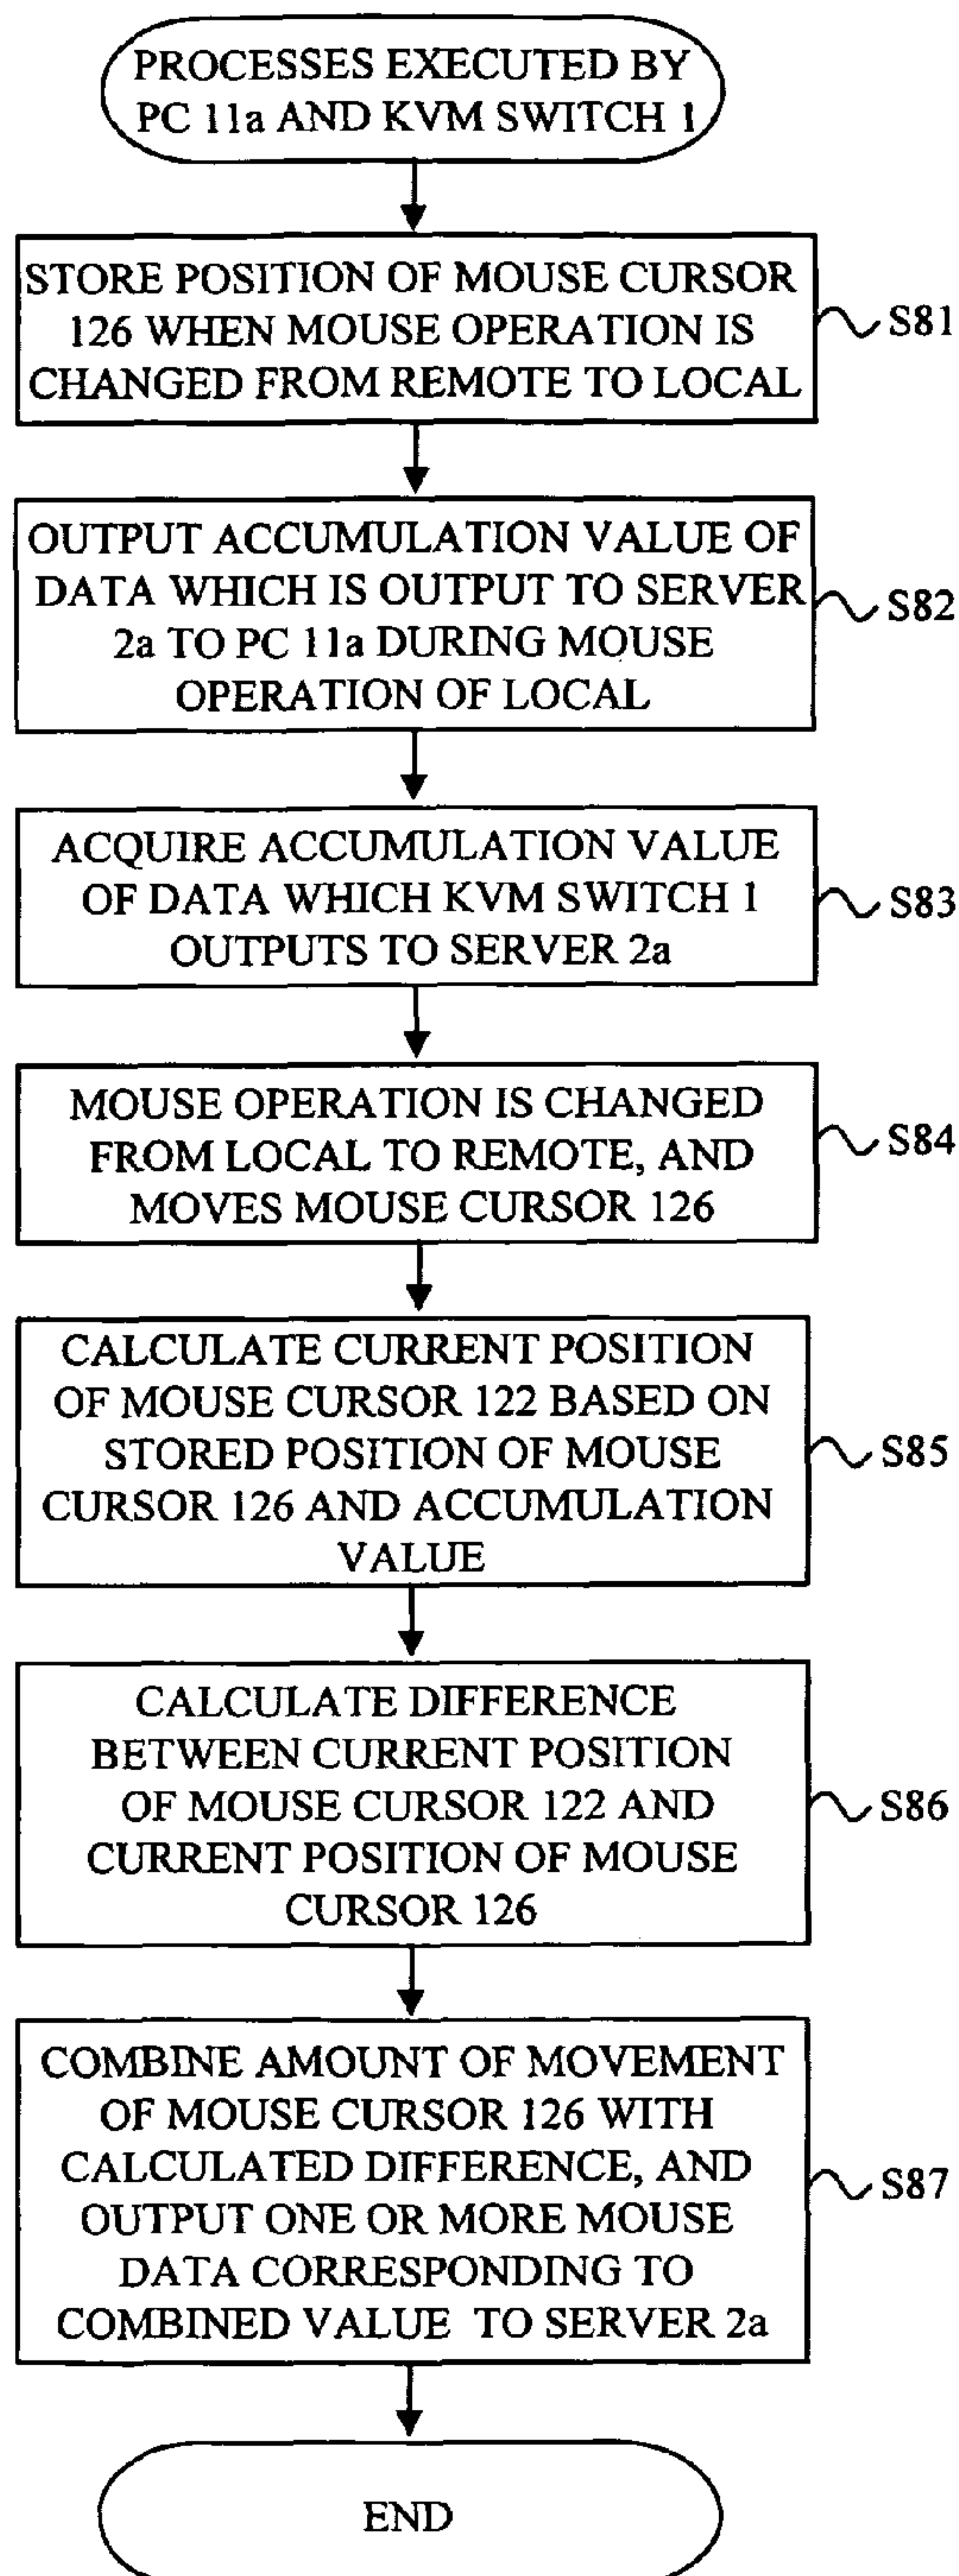 PROCESSES EXECUTED BY
PC 11a AND KVM SWITCH 1
STORE POSITION OF MOUSE CURSOR
126 WHEN MOUSE OPERATION IS
CHANGED FROM REMOTE TO LOCAL
S81
OUTPUT ACCUMULATION VALUE OF
DATA WHICH IS OUTPUT TO SERVER
2a TO PC 11a DURING MOUSE
OPERATION OF LOCAL
S82
ACQUIRE ACCUMULATION VALUE
OF DATA WHICH KVM SWITCH 1
OUTPUTS TO SERVER 2a
S83
MOUSE OPERATION IS CHANGED
FROM LOCAL TO REMOTE, AND
MOVES MOUSE CURSOR 126
S84
CALCULATE CURRENT POSITION
OF MOUSE CURSOR 122 BASED ON
STORED POSITION OF MOUSE
CURSOR 126 AND ACCUMULATION
VALUE
S85
CALCULATE DIFFERENCE
BETWEEN CURRENT POSITION
OF MOUSE CURSOR 122 AND
CURRENT POSITION OF MOUSE
CURSOR 126
S86
COMBINE AMOUNT OF MOVEMENT
OF MOUSE CURSOR 126 WITH
CALCULATED DIFFERENCE, AND
OUTPUT ONE OR MORE MOUSE
DATA CORRESPONDING TO
COMBINED VALUE TO SERVER 2a
S87
END